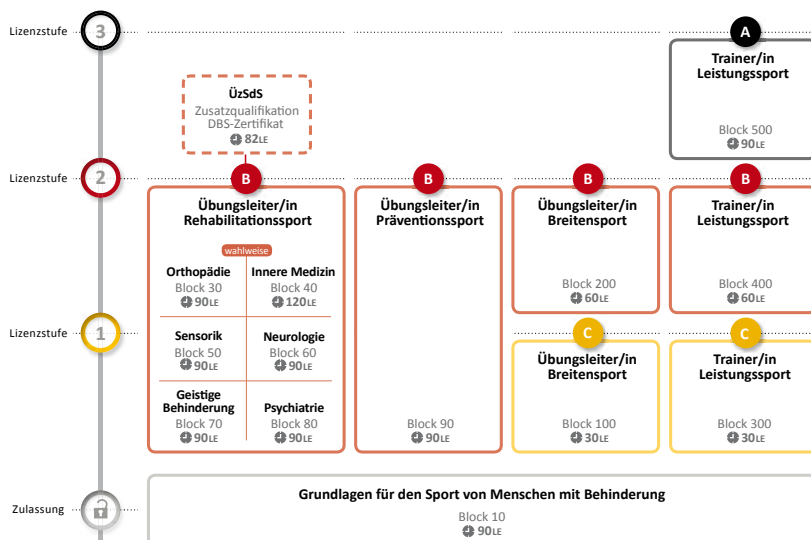 Lizenzstufe
3
A
Trainer/in
Leistungssport
Block 500
90LE
ÜzSdS
Zusatzqualifikation
DBS-Zertifikat
82LE
Lizenzstufe
2
B
B
B
B
Übungsleiter/in
Rehabilitationssport
wahlweise
Orthopädie
Block 30
90LE
Innere Medizin
Block 40
120LE
Sensorik
Block 50
90LE
Neurologie
Block 60
90LE
Geistige
Behinderung
Block 70
90LE
Psychiatrie
Block 80
90LE
Übungsleiter/in
Präventionssport
Block 90
90LE
Übungsleiter/in
Breitensport
Block 200
60LE
Trainer/in
Leistungssport
Block 400
60LE
Lizenzstufe
1
C
C
Übungsleiter/in
Breitensport
Block 100
30LE
Trainer/in
Leistungssport
Block 300
30LE
Zulassung
Grundlagen für den Sport von Menschen mit Behinderung
Block 10
90LE